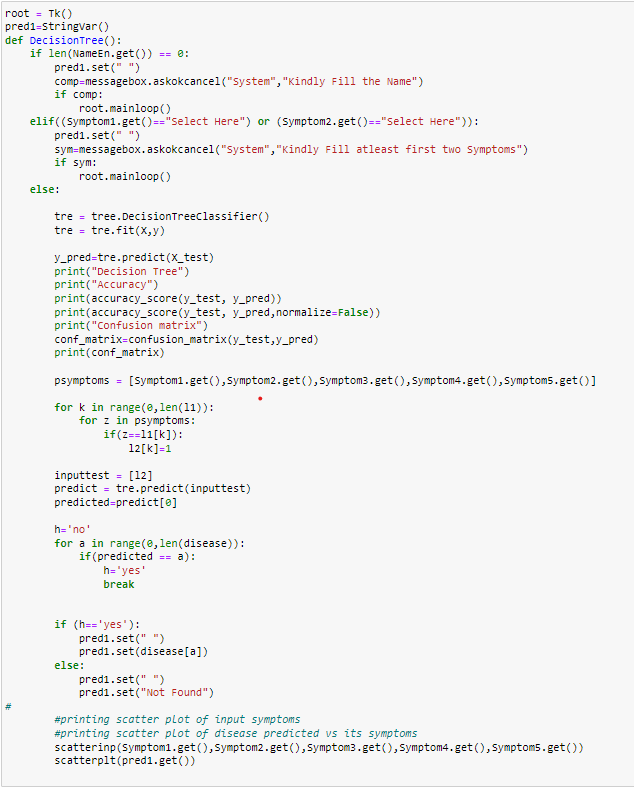 root = Tk()
pred1=StringVar()
def DecisionTree():
    if len(NameEn.get()) == 0:
        pred1.set(" ")
        comp=messagebox.askokcancel("System","Kindly Fill the Name")
        if comp:
            root.mainloop()
    elif((Symptom1.get()=="Select Here") or (Symptom2.get()=="Select Here")):
        pred1.set(" ")
        sym=messagebox.askokcancel("System","Kindly Fill atleast first two Symptoms")
        if sym:
            root.mainloop()
    else:
        tre = tree.DecisionTreeClassifier()
        tre = tre.fit(X,y)
        y_pred=tre.predict(X_test)
        print("Decision Tree")
        print("Accuracy")
        print(accuracy_score(y_test, y_pred))
        print(accuracy_score(y_test, y_pred,normalize=False))
        print("Confusion matrix")
        conf_matrix=confusion_matrix(y_test,y_pred)
        print(conf_matrix)
        psymptoms = [Symptom1.get(),Symptom2.get(),Symptom3.get(),Symptom4.get(),Symptom5.get()]
        for k in range(0,len(l1)):
            for z in psymptoms:
                if(z==l1[k]):
                    l2[k]=1
        inputtest = [l2]
        predict = tre.predict(inputtest)
        predicted=predict[0]
        h='no'
        for a in range(0,len(disease)):
            if(predicted == a):
                h='yes'
                break
        if (h=='yes'):
            pred1.set(" ")
            pred1.set(disease[a])
        else:
            pred1.set(" ")
            pred1.set("Not Found")
#
        #printing scatter plot of input symptoms
        #printing scatter plot of disease predicted vs its symptoms
        scatterinp(Symptom1.get(),Symptom2.get(),Symptom3.get(),Symptom4.get(),Symptom5.get())
        scatterplt(pred1.get())